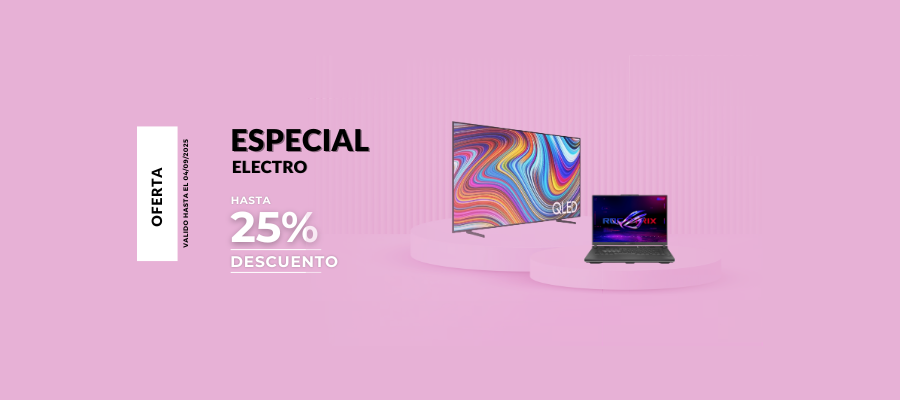 OFERTA
VALIDO HASTA EL 04/09/2025
ESPECIAL
ELECTRO
HASTA
25%
DESCUENTO
QLED